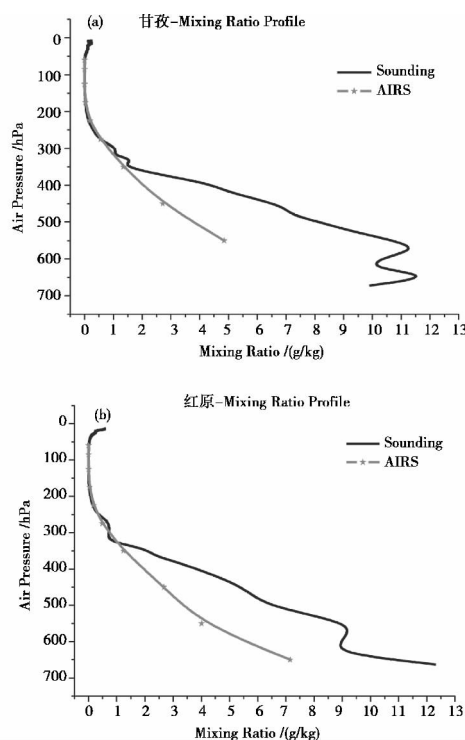 (a) 甘孜-Mixing Ratio Profile
Sounding
AIRS
Air Pressure /hPa
0
100
200
300
400
500
600
700
0 1 2 3 4 5 6 7 8 9 10 11 12 13
Mixing Ratio /(g/kg)
(b) 红原-Mixing Ratio Profile
Sounding
AIRS
Air Pressure /hPa
0
100
200
300
400
500
600
700
0 1 2 3 4 5 6 7 8 9 10 11 12 13
Mixing Ratio /(g/kg)